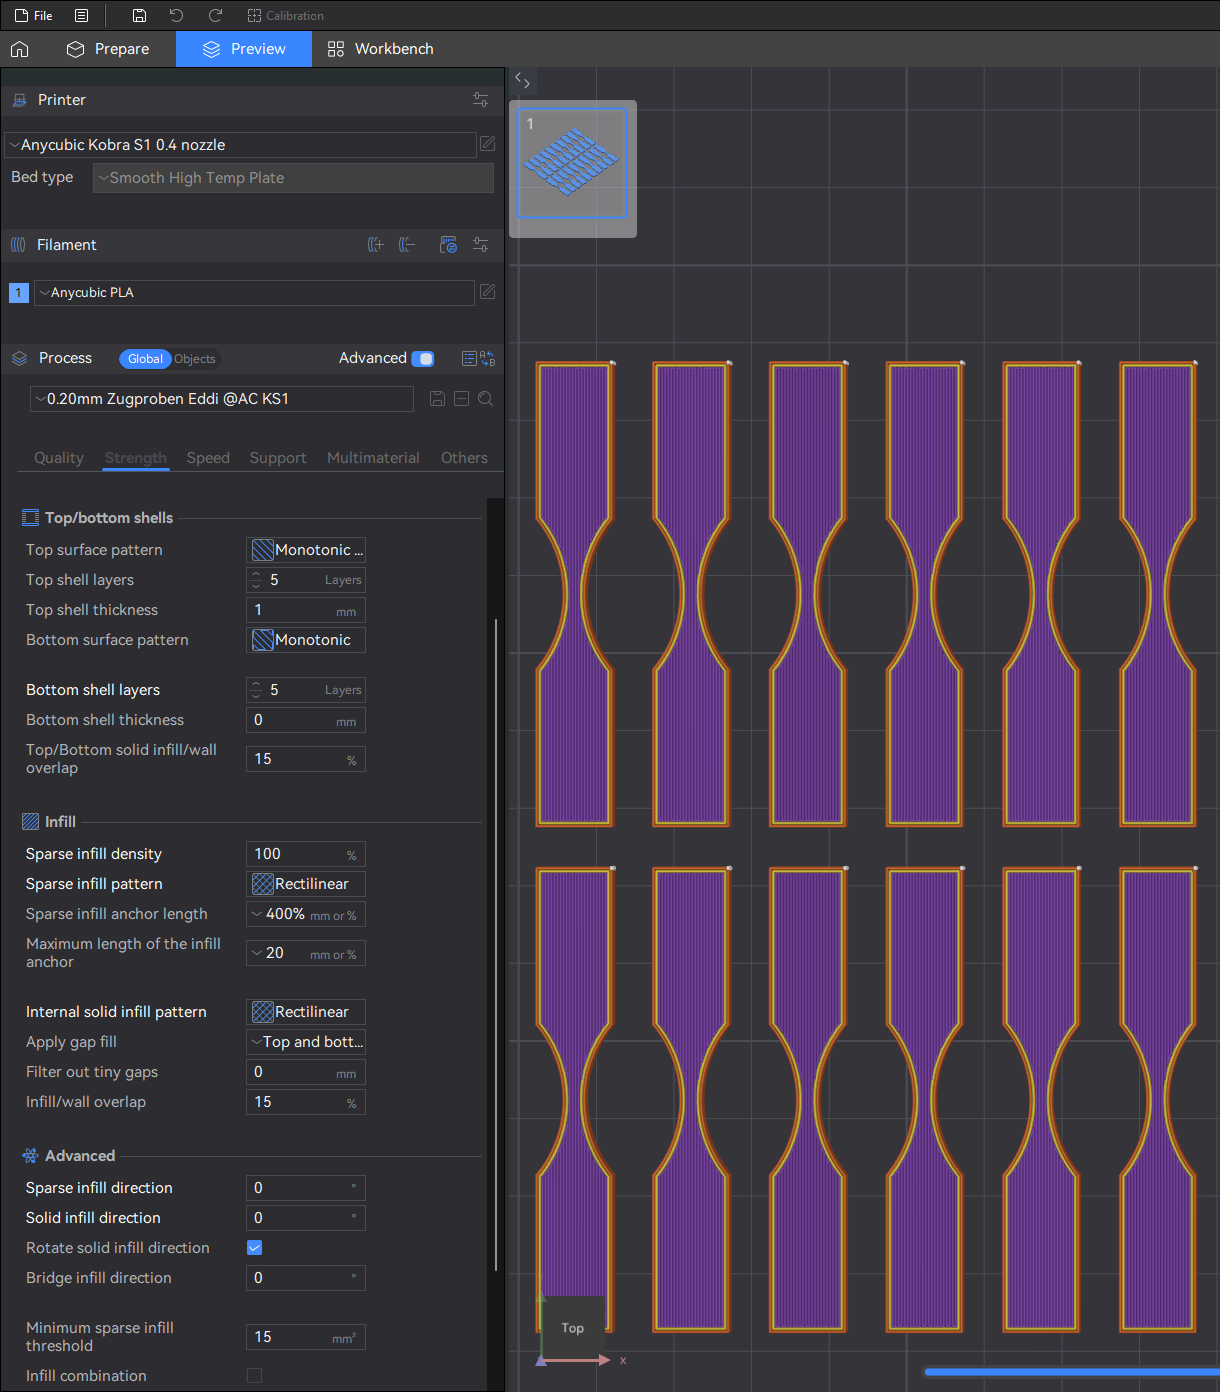 File
Calibration
Prepare
Preview
Workbench
Printer
Anycubic Kobra S1 0.4 nozzle
Bed type
Smooth High Temp Plate
Filament
1
Anycubic PLA
Process
Global
Objects
Advanced
0.20mm Zugproben Eddi @AC KS1
Quality
Strength
Speed
Support
Multimaterial
Others
Top/bottom shells
Top surface pattern
Monotonic ...
Top shell layers
5 Layers
Top shell thickness
1 mm
Bottom surface pattern
Monotonic
Bottom shell layers
5 Layers
Bottom shell thickness
0 mm
Top/Bottom solid infill/wall
overlap
15 %
Infill
Sparse infill density
100 %
Sparse infill pattern
Rectilinear
Sparse infill anchor length
400% mm or %
Maximum length of the infill
anchor
20 mm or %
Internal solid infill pattern
Rectilinear
Apply gap fill
Top and bott...
Filter out tiny gaps
0 mm
Infill/wall overlap
15 %
Advanced
Sparse infill direction
0 °
Solid infill direction
0 °
Rotate solid infill direction
Bridge infill direction
0 °
Minimum sparse infill
threshold
15 mm²
Infill combination
1
Top
x